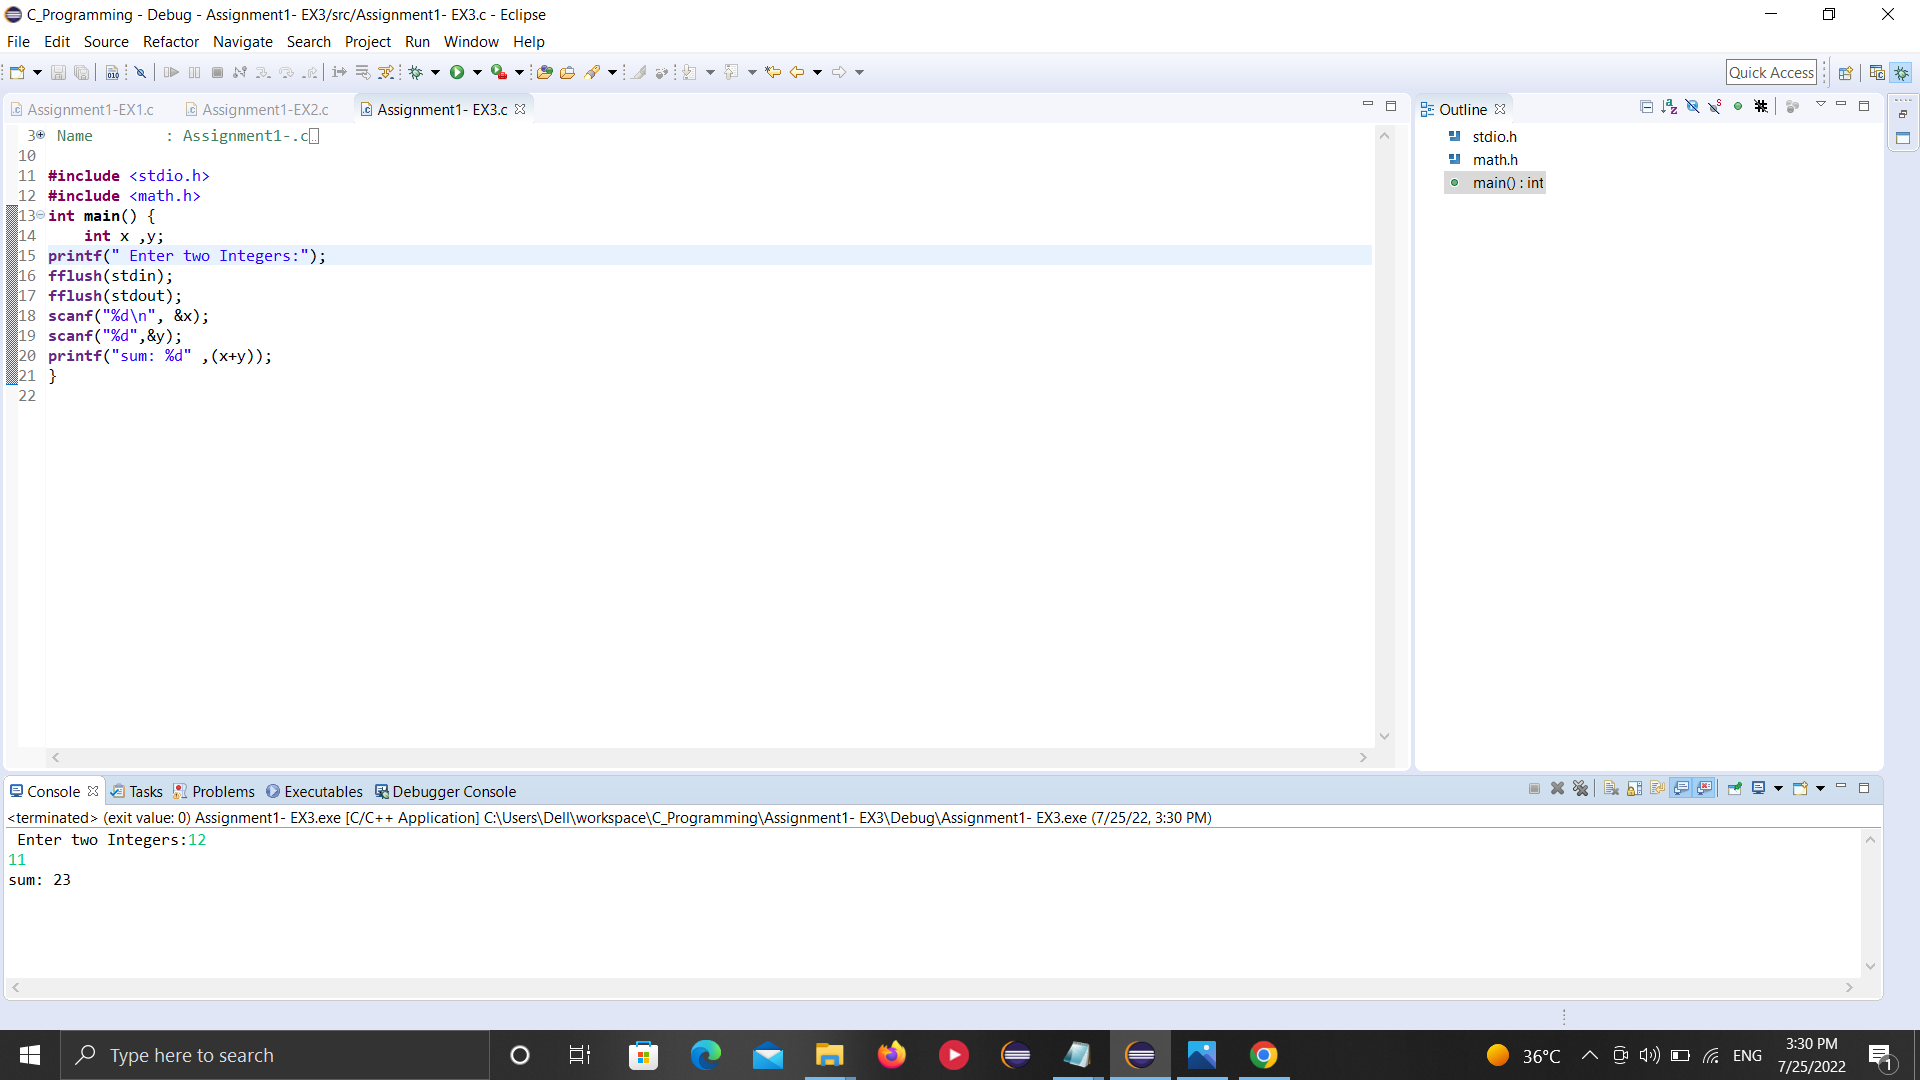 C_Programming - Debug - Assignment1- EX3/src/Assignment1- EX3.c - Eclipse
File Edit Source Refactor Navigate Search Project Run Window Help
Quick Access
Assignment1-EX1.c Assignment1-EX2.c Assignment1- EX3.c
Outline
3 Name : Assignment1-.c
10
11 #include <stdio.h>
12 #include <math.h>
13 int main() {
14 int x ,y;
15 printf(" Enter two Integers:");
16 fflush(stdin);
17 fflush(stdout);
18 scanf("%d\n", &x);
19 scanf("%d",&y);
20 printf("sum: %d" ,(x+y));
21 }
22
stdio.h
math.h
main() : int
Console Tasks Problems Executables Debugger Console
<terminated> (exit value: 0) Assignment1- EX3.exe [C/C++ Application] C:\Users\Dell\workspace\C_Programming\Assignment1- EX3\Debug\Assignment1- EX3.exe (7/25/22, 3:30 PM)
Enter two Integers:12
11
sum: 23
Type here to search
36°C
ENG
3:30 PM
7/25/2022
1